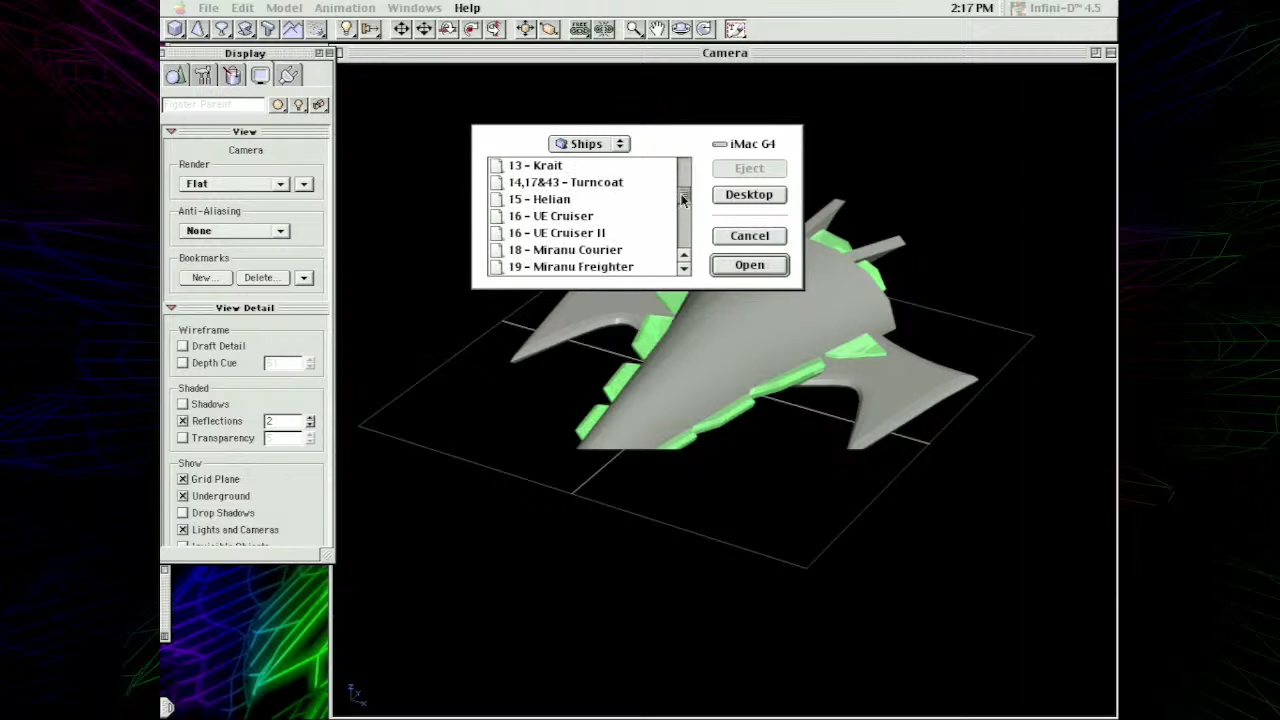 File Edit Model Animation Windows Help 2:17 PM Infini-D™ 4.5
Display
Camera
Fighter Parent
View
Camera
Render
Flat
Anti-Aliasing
None
Bookmarks
New... Delete...
View Detail
Wireframe
Draft Detail
Depth Cue
Shaded
Shadows
Reflections 2
Transparency
Show
Grid Plane
Underground
Drop Shadows
Lights and Cameras
Ships
13 - Krait
14,17&43 - Turncoat
15 - Helian
16 - UE Cruiser
16 - UE Cruiser II
18 - Miranu Courier
19 - Miranu Freighter
iMac G4
Eject
Desktop
Cancel
Open